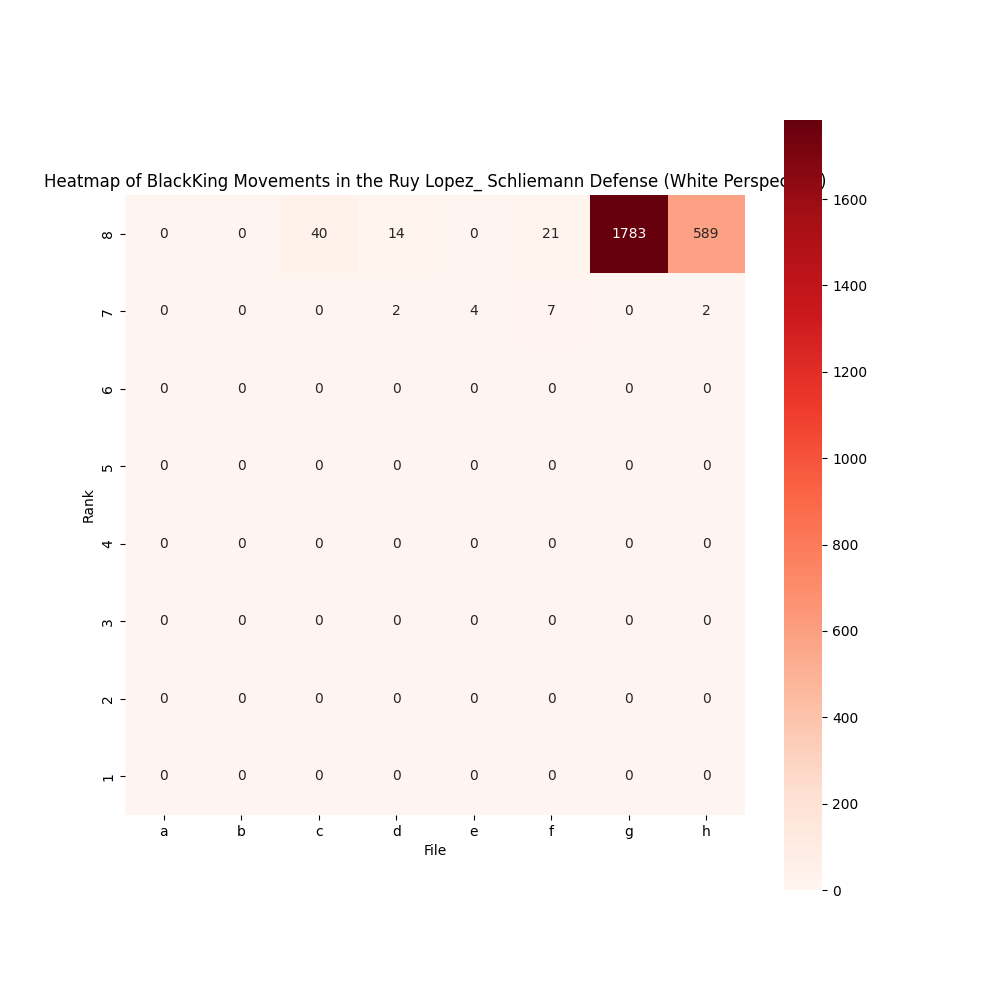 Heatmap of BlackKing Movements in the Ruy Lopez_ Schliemann Defense (White
8 0 0 40 14 0 21 1783 589
7 0 0 0 2 4 7 0 2
6 0 0 0 0 0 0 0 0
5 0 0 0 0 0 0 0 0
4 0 0 0 0 0 0 0 0
3 0 0 0 0 0 0 0 0
2 0 0 0 0 0 0 0 0
1 0 0 0 0 0 0 0 0
a b c d e f g h
File
Rank
1600
1400
1200
1000
800
600
400
200
0